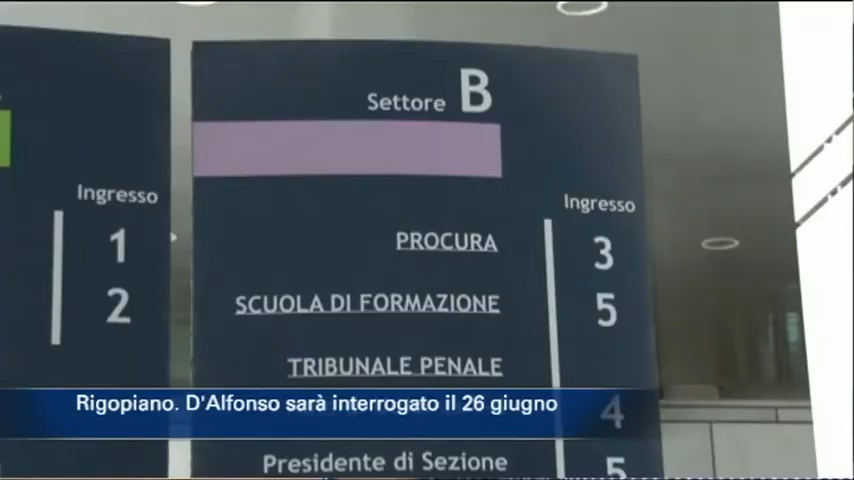 Settore B
Ingresso
Ingresso
1
PROCURA
3
2
SCUOLA DI FORMAZIONE
5
TRIBUNALE PENALE
Rigopiano. D'Alfonso sarà interrogato il 26 giugno
4
Presidente di Sezione
5